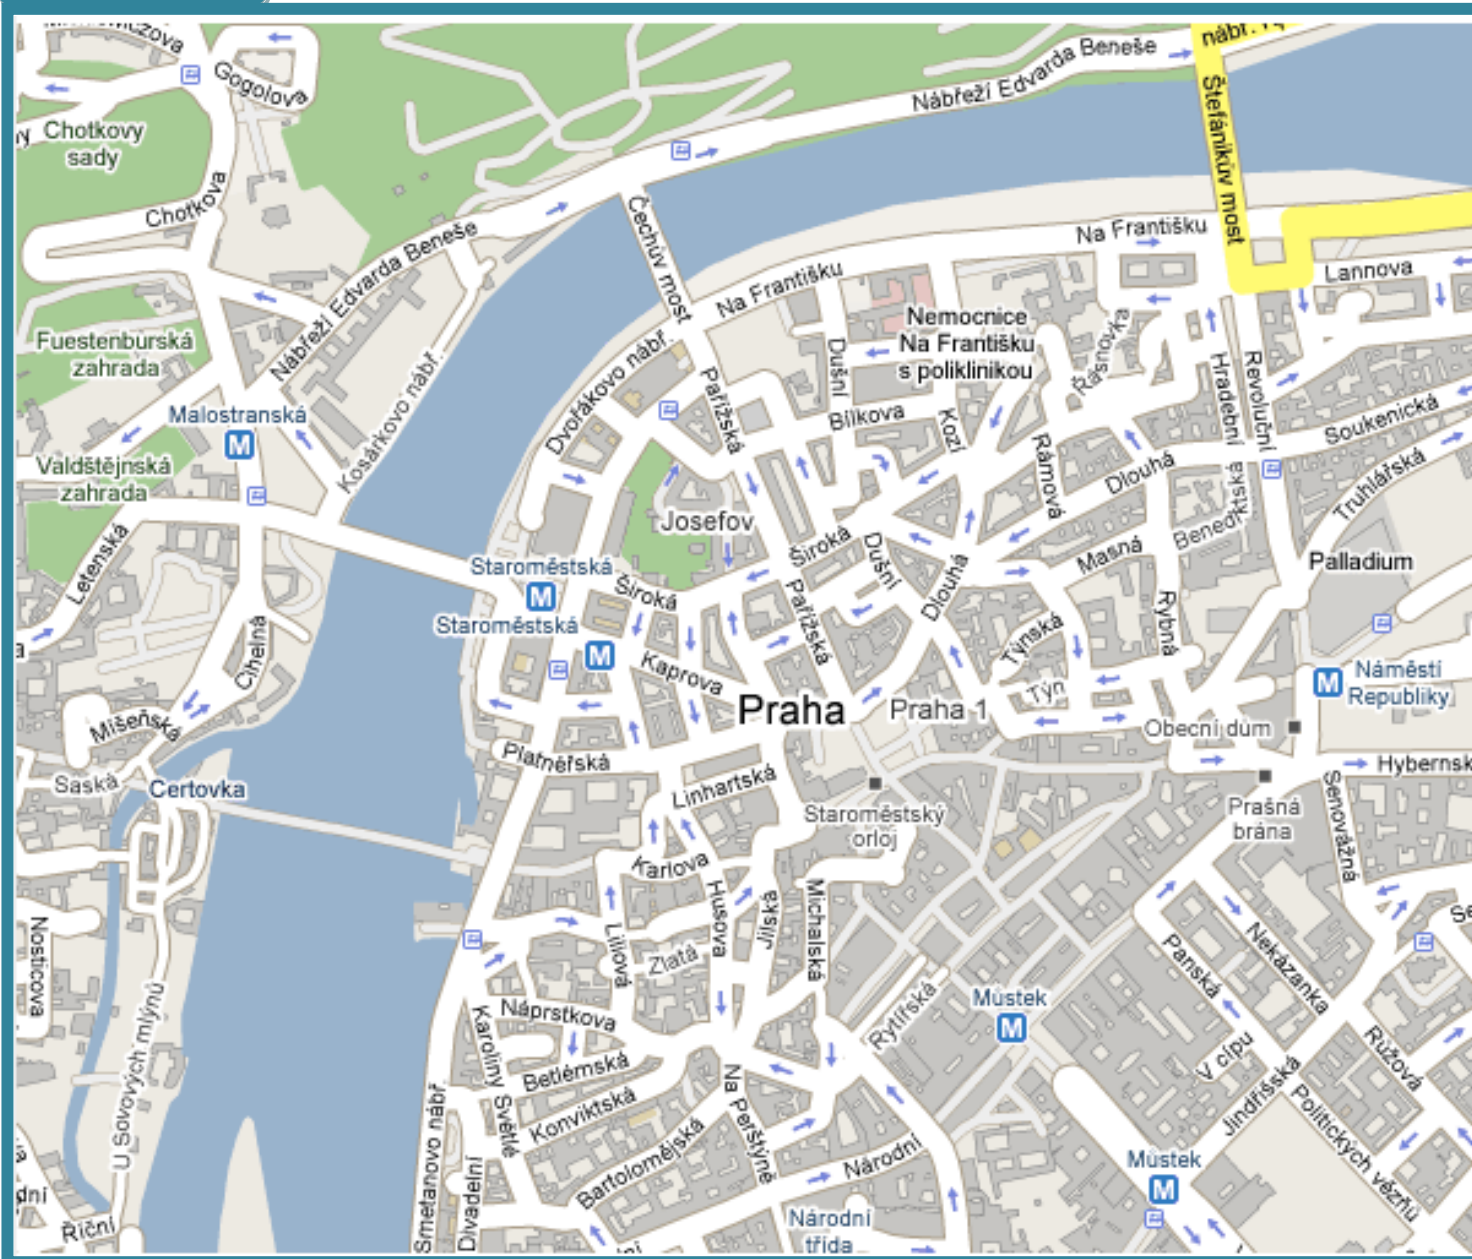 nábř.
Gogolova
Nábřeží Edvarda Beneše
Štefánikův most
Chotkovy
sady
Chotkova
Čechův most
Na Františku
Nábřeží Edvarda Beneše
Na Františku
Lannova
Nemocnice
Na Františku
s poliklinikou
Řásnovka
Fuestenburská
zahrada
Kosárkovo nábř.
Dvořákovo nábř.
Dušní
Hradební
Revoluční
Pařížská
Malostranská
M
Bílkova
Kozí
Soukenická
Valdštejnská
zahrada
Rámová
Dlouhá
Truhlářská
Benediktská
Letenská
Josefov
Široká
Dušní
Masná
Palladium
Staroměstská
M
Široká
Dlouhá
Pařížská
Rybná
Staroměstská
M
Cihelná
Týnská
Kaprova
Týn
M
Náměstí
Republiky
Praha
Praha 1
Míšeňská
Obecní dům
Platnéřská
Hybernsk
Saská
Čertovka
Linhartská
Staroměstský
orloj
Prašná
brána
Senovážná
Karlova
Husova
Jilská
Michalská
Nosticova
Liliová
Zlatá
Panská
Nekázanka
U Sovových mlýnů
Náprstkova
Rytířská
Můstek
M
Karoliny Světlé
Betlémská
V cípu
Růžová
Konviktská
Na Perštýně
Jindřišská
Politických vězňů
Smetanovo nábř.
Bartolomějská
Národní
Můstek
M
Divadelní
Říční
Národní
třída